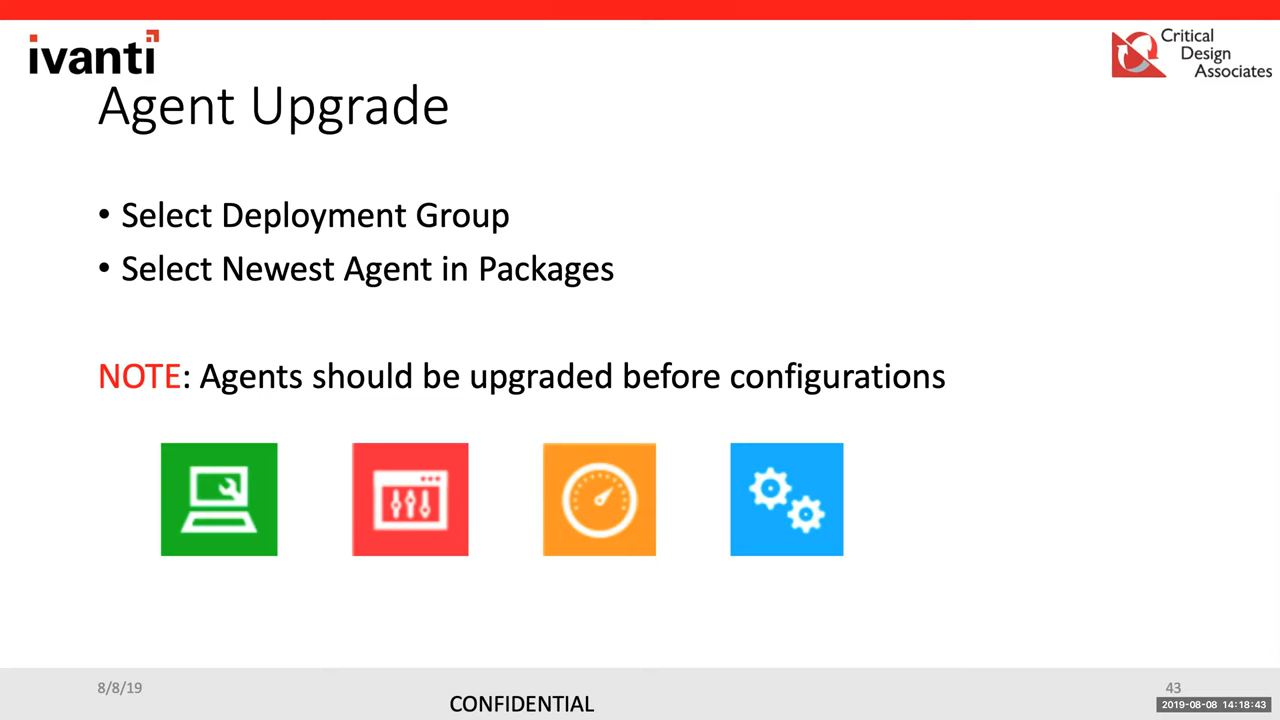 ivanti
Critical
Design
Associates
Agent Upgrade
• Select Deployment Group
• Select Newest Agent in Packages
NOTE: Agents should be upgraded before configurations
8/8/19
CONFIDENTIAL
43
2019-08-08 14:18:43